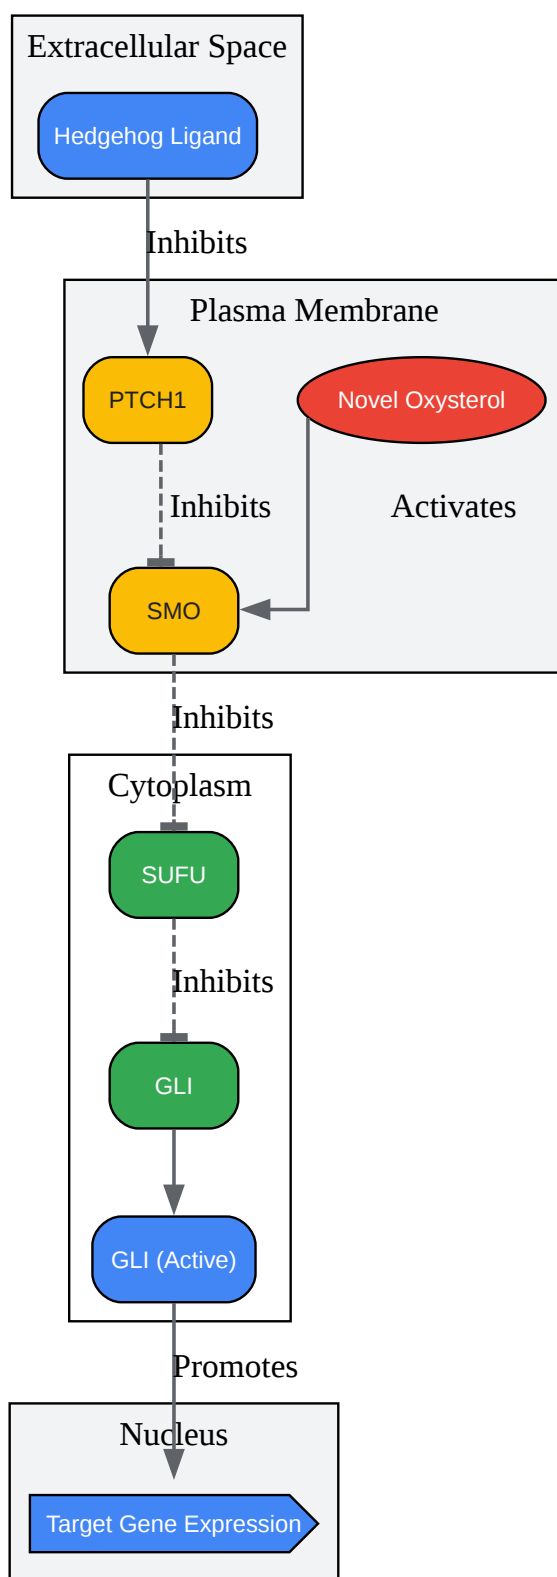 Extracellular Space
Hedgehog Ligand
Inhibits
Plasma Membrane
PTCH1
Novel Oxysterol
Inhibits
Activates
SMO
Inhibits
Cytoplasm
SUFU
Inhibits
GLI
GLI (Active)
Promotes
Nucleus
Target Gene Expression